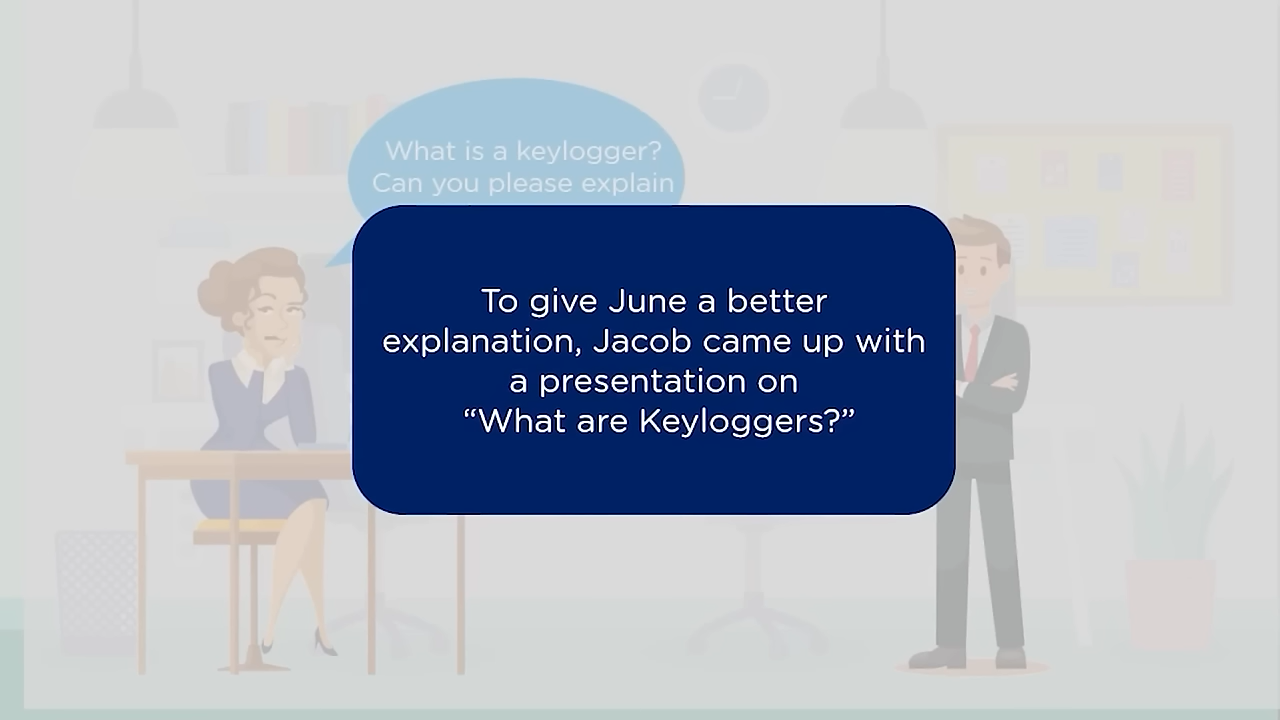 What is a keylogger?
Can you please explain
To give June a better
explanation, Jacob came up with
a presentation on
“What are Keyloggers?”